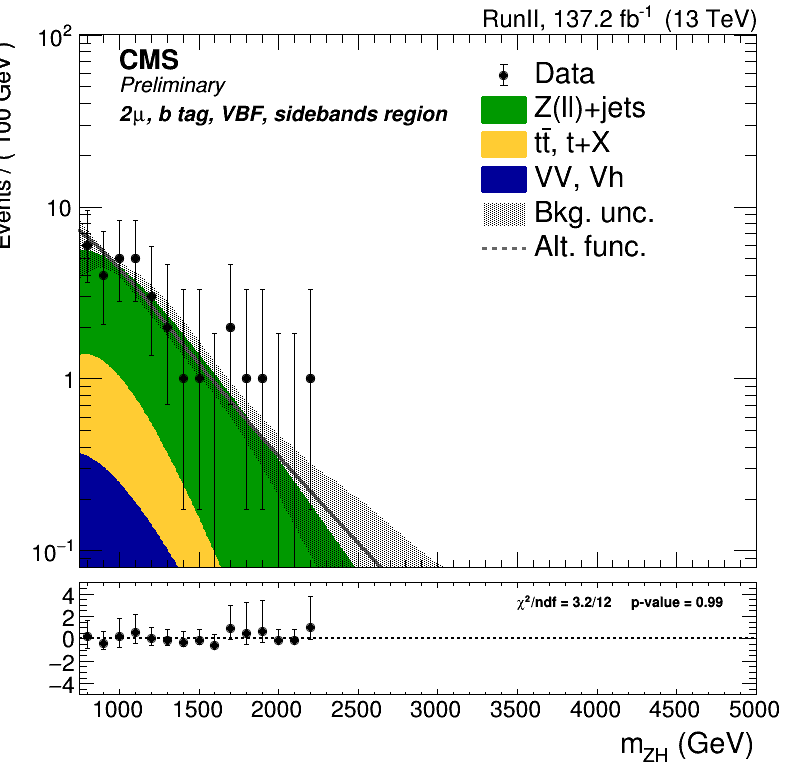 RunII, 137.2 fb⁻¹ (13 TeV)
CMS
Preliminary
2μ, b tag, VBF, sidebands region
Data
Z(ll)+jets
tt̄, t+X
VV, Vh
Bkg. unc.
Alt. func.
Events / ( 100 GeV )
10²
10
1
10⁻¹
χ²/ndf = 3.2/12 p-value = 0.99
4
2
0
−2
−4
1000 1500 2000 2500 3000 3500 4000 4500 5000
m_ZH (GeV)